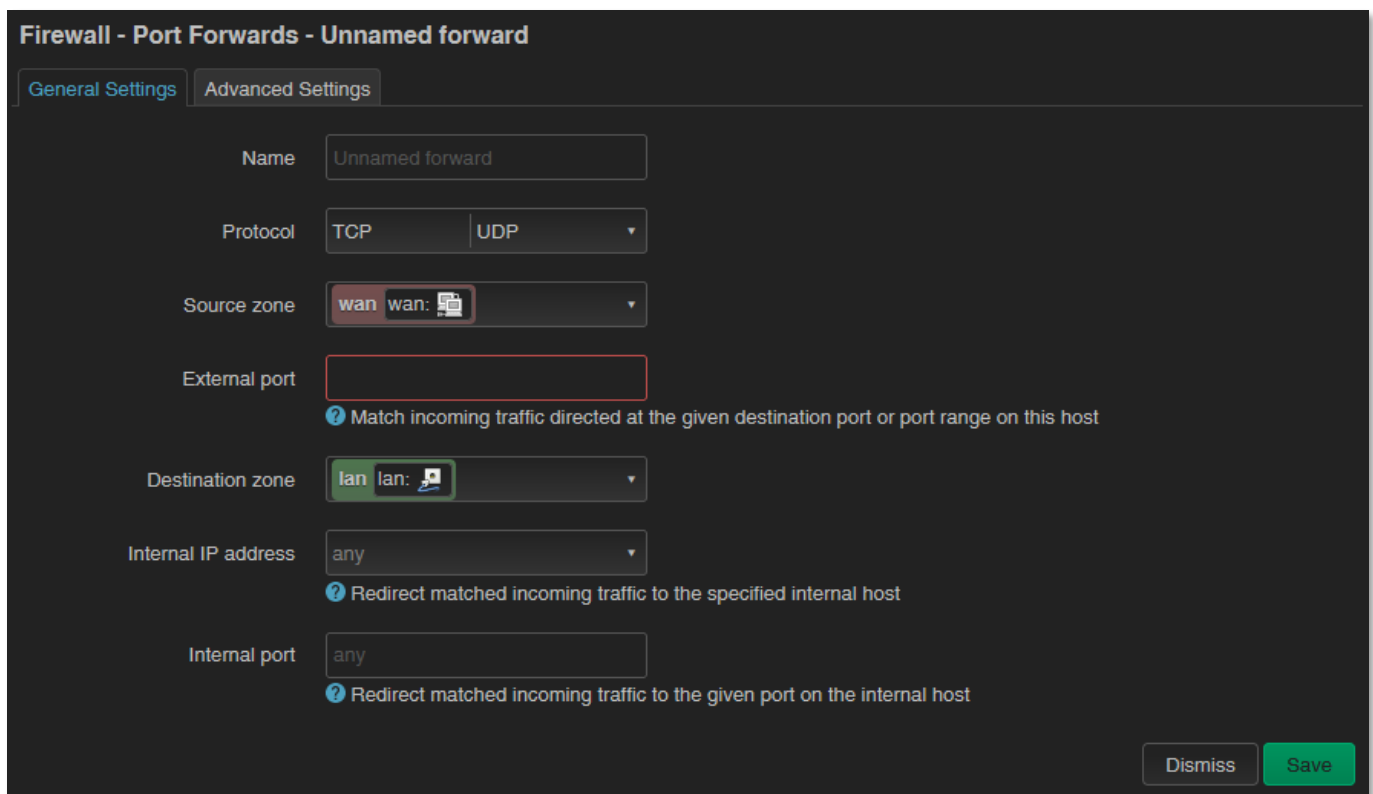 Firewall - Port Forwards - Unnamed forward
General Settings Advanced Settings
Name Unnamed forward
Protocol TCP UDP
Source zone wan wan:
External port
Match incoming traffic directed at the given destination port or port range on this host
Destination zone lan lan:
Internal IP address any
Redirect matched incoming traffic to the specified internal host
Internal port any
Redirect matched incoming traffic to the given port on the internal host
Dismiss Save